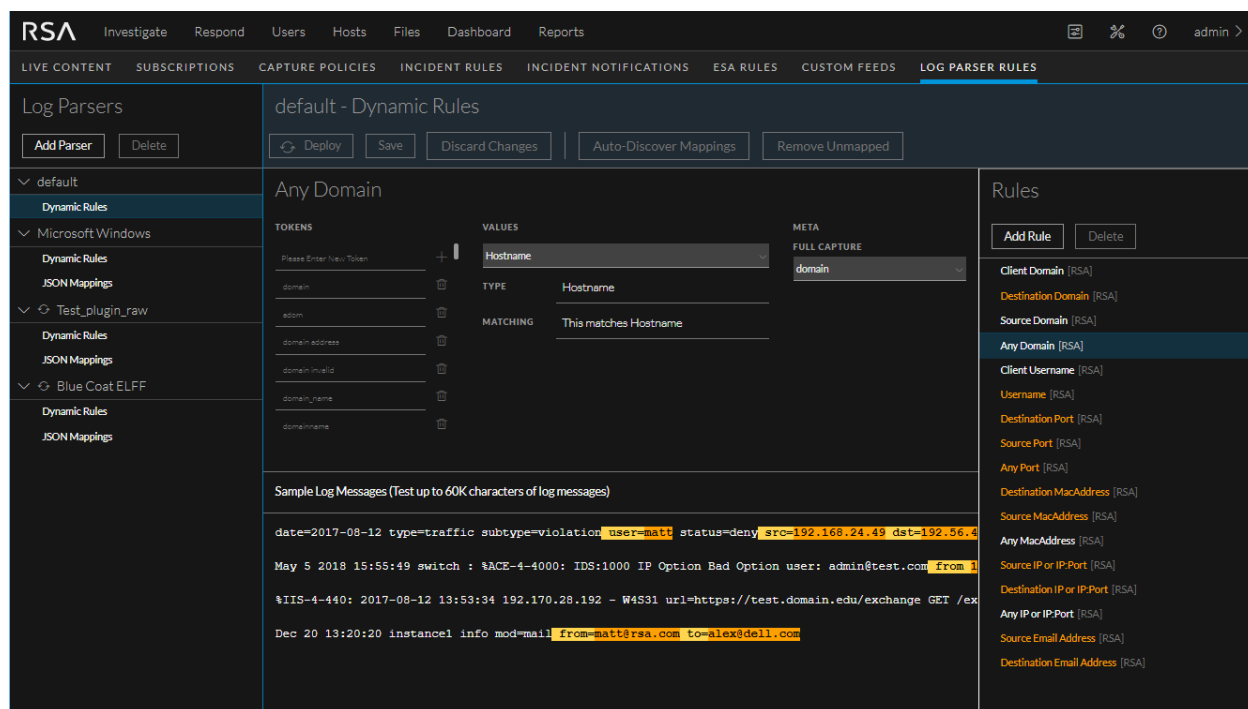 RSA Investigate Respond Users Hosts Files Dashboard Reports admin >
LIVE CONTENT SUBSCRIPTIONS CAPTURE POLICIES INCIDENT RULES INCIDENT NOTIFICATIONS ESA RULES CUSTOM FEEDS LOG PARSER RULES
Log Parsers
Add Parser Delete
default
Dynamic Rules
Microsoft Windows
Dynamic Rules
JSON Mappings
Test_plugin_raw
Dynamic Rules
JSON Mappings
Blue Coat ELFF
Dynamic Rules
JSON Mappings
default - Dynamic Rules
Deploy Save Discard Changes Auto-Discover Mappings Remove Unmapped
Any Domain
TOKENS
Please Enter New Token
domain
edom
domain address
domain invalid
domain_name
domainname
VALUES
Hostname
TYPE Hostname
MATCHING This matches Hostname
META
FULL CAPTURE
domain
Sample Log Messages (Test up to 60K characters of log messages)
date=2017-08-12 type=traffic subtype=violation user=matt status=deny src=192.168.24.49 dst=192.56.4
May 5 2018 15:55:49 switch : %ACE-4-4000: IDS:1000 IP Option Bad Option user: admin@test.com from 1
%IIS-4-440: 2017-08-12 13:53:34 192.170.28.192 - W4S31 url=https://test.domain.edu/exchange GET /ex
Dec 20 13:20:20 instance1 info mod=mail from=matt@rsa.com to=alex@dell.com
Rules
Add Rule Delete
Client Domain [RSA]
Destination Domain [RSA]
Source Domain [RSA]
Any Domain [RSA]
Client Username [RSA]
Username [RSA]
Destination Port [RSA]
Source Port [RSA]
Any Port [RSA]
Destination MacAddress [RSA]
Source MacAddress [RSA]
Any MacAddress [RSA]
Source IP or IP:Port [RSA]
Destination IP or IP:Port [RSA]
Any IP or IP:Port [RSA]
Source Email Address [RSA]
Destination Email Address [RSA]